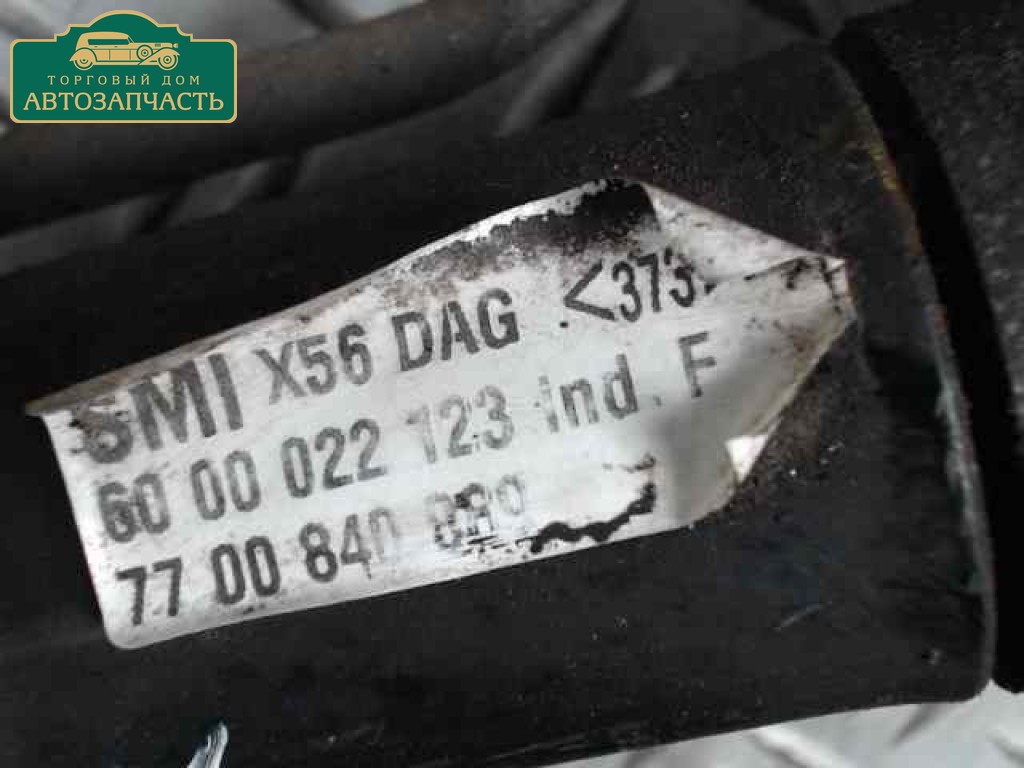 ТОРГОВЫЙ ДОМ
АВТОЗАПЧАСТЬ
SMI X56 DAG <373
60 00 022 123 ind. F
77 00 840